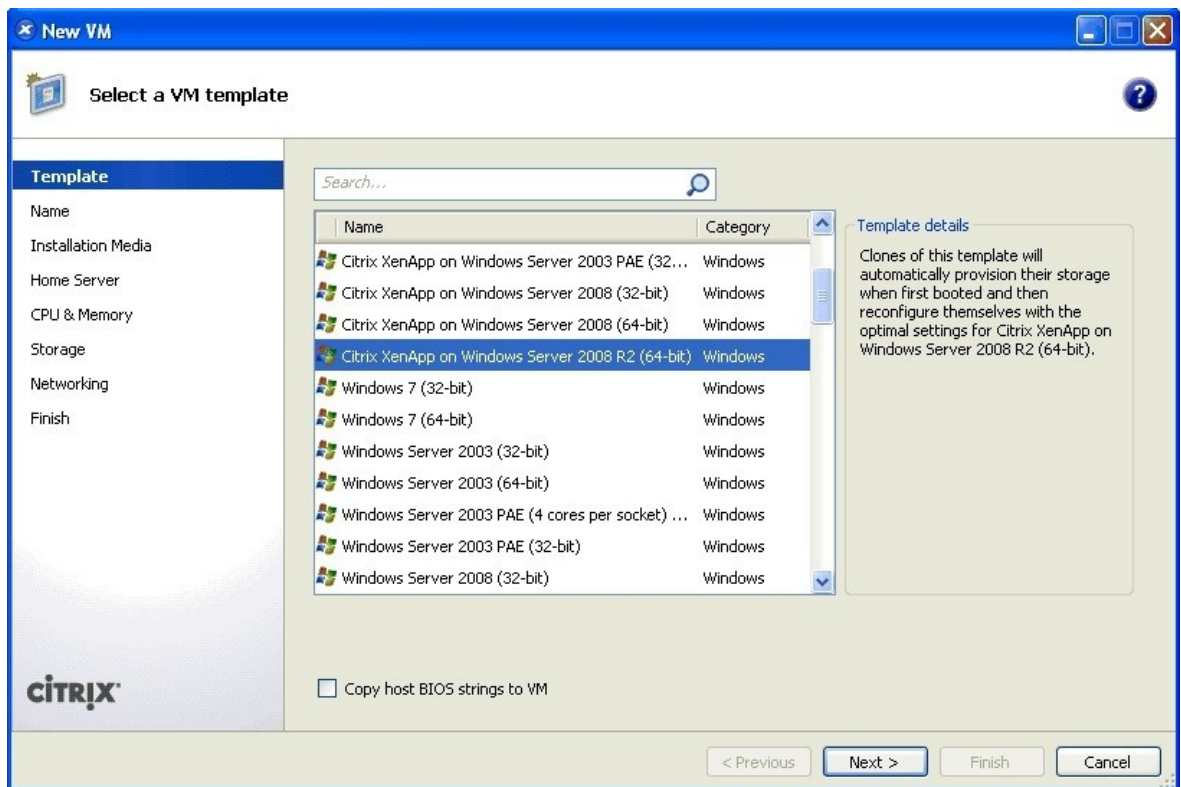 New VM
Select a VM template
?
Template
Name
Installation Media
Home Server
CPU & Memory
Storage
Networking
Finish
Search...
Name Category
Citrix XenApp on Windows Server 2003 PAE (32... Windows
Citrix XenApp on Windows Server 2008 (32-bit) Windows
Citrix XenApp on Windows Server 2008 (64-bit) Windows
Citrix XenApp on Windows Server 2008 R2 (64-bit) Windows
Windows 7 (32-bit) Windows
Windows 7 (64-bit) Windows
Windows Server 2003 (32-bit) Windows
Windows Server 2003 (64-bit) Windows
Windows Server 2003 PAE (4 cores per socket) ... Windows
Windows Server 2003 PAE (32-bit) Windows
Windows Server 2008 (32-bit) Windows
Template details
Clones of this template will
automatically provision their storage
when first booted and then
reconfigure themselves with the
optimal settings for Citrix XenApp on
Windows Server 2008 R2 (64-bit).
Copy host BIOS strings to VM
CITRIX
< Previous Next > Finish Cancel